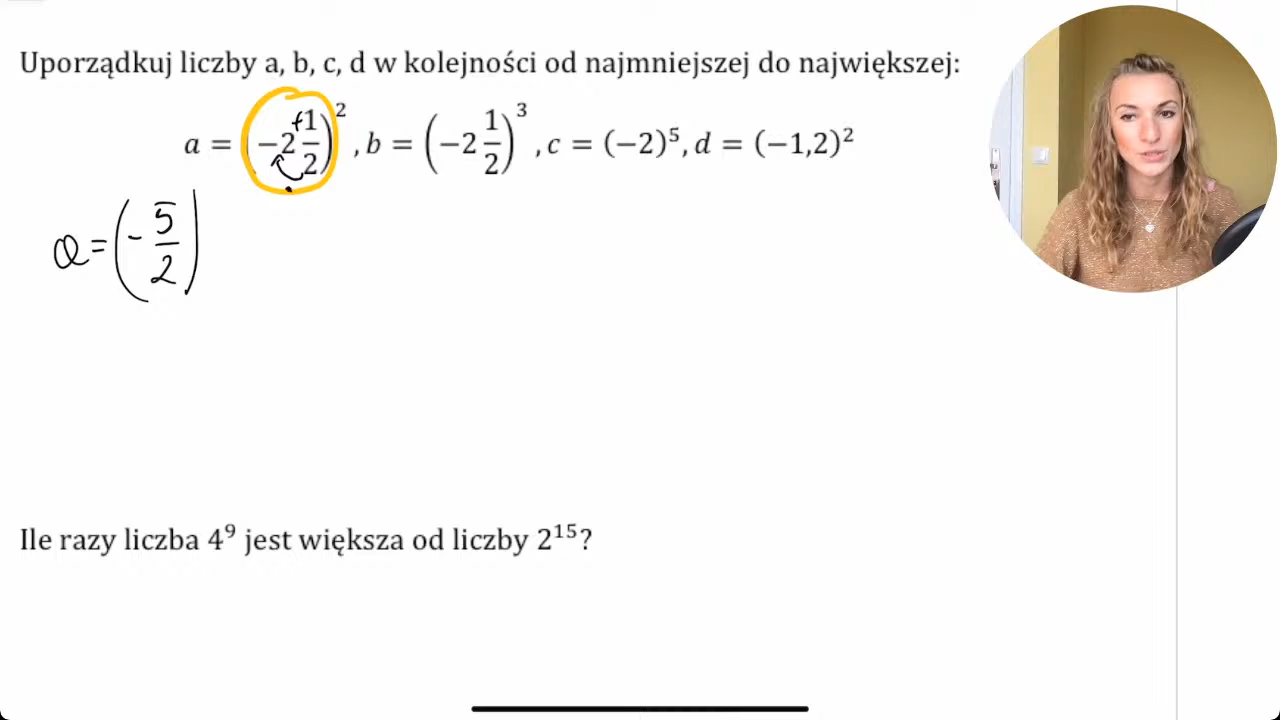 Uporządkuj liczby a, b, c, d w kolejności od najmniejszej do największej:
a = (−2 +1/2)², b = (−2 1/2)³, c = (−2)⁵, d = (−1,2)²
a = (− 5/2)
Ile razy liczba 4⁹ jest większa od liczby 2¹⁵?